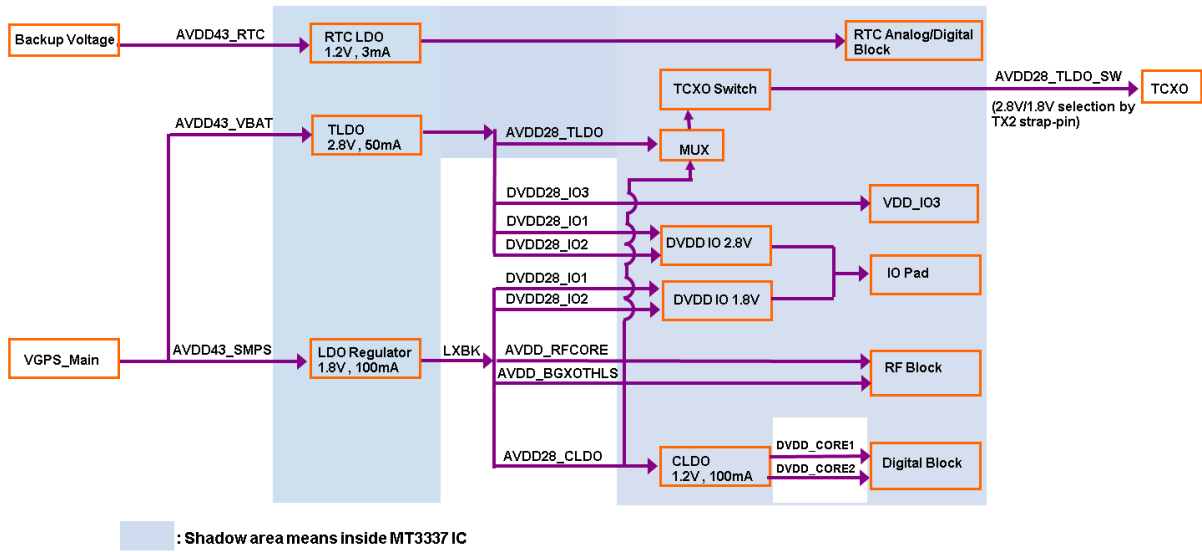 Backup Voltage
AVDD43_RTC
RTC LDO
1.2V , 3mA
RTC Analog/Digital
Block
TCXO Switch
AVDD28_TLDO_SW
TCXO
(2.8V/1.8V selection by
TX2 strap-pin)
AVDD43_VBAT
TLDO
2.8V , 50mA
AVDD28_TLDO
MUX
DVDD28_IO3
VDD_IO3
DVDD28_IO1
DVDD28_IO2
DVDD IO 2.8V
IO Pad
DVDD28_IO1
DVDD28_IO2
DVDD IO 1.8V
VGPS_Main
AVDD43_SMPS
LDO Regulator
1.8V , 100mA
LXBK
AVDD_RFCORE
AVDD_BGXOTHLS
RF Block
AVDD28_CLDO
CLDO
1.2V , 100mA
DVDD_CORE1
DVDD_CORE2
Digital Block
: Shadow area means inside MT3337 IC